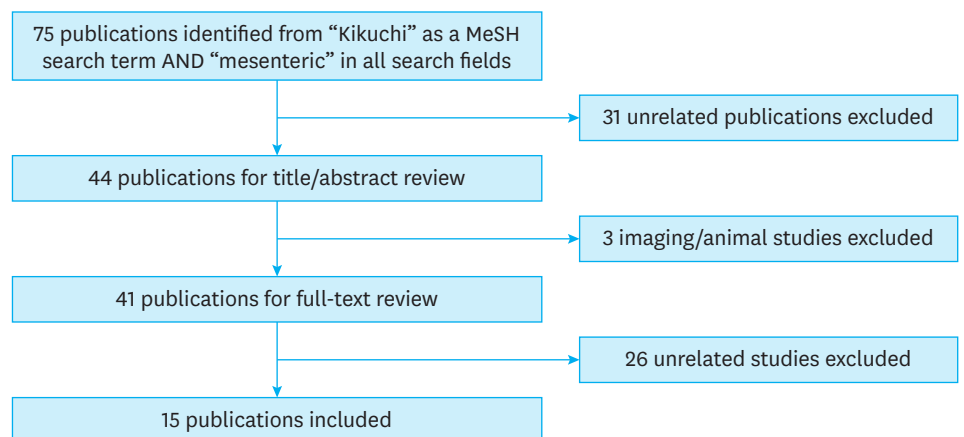 75 publications identified from “Kikuchi” as a MeSH
search term AND “mesenteric” in all search fields
31 unrelated publications excluded
44 publications for title/abstract review
3 imaging/animal studies excluded
41 publications for full-text review
26 unrelated studies excluded
15 publications included